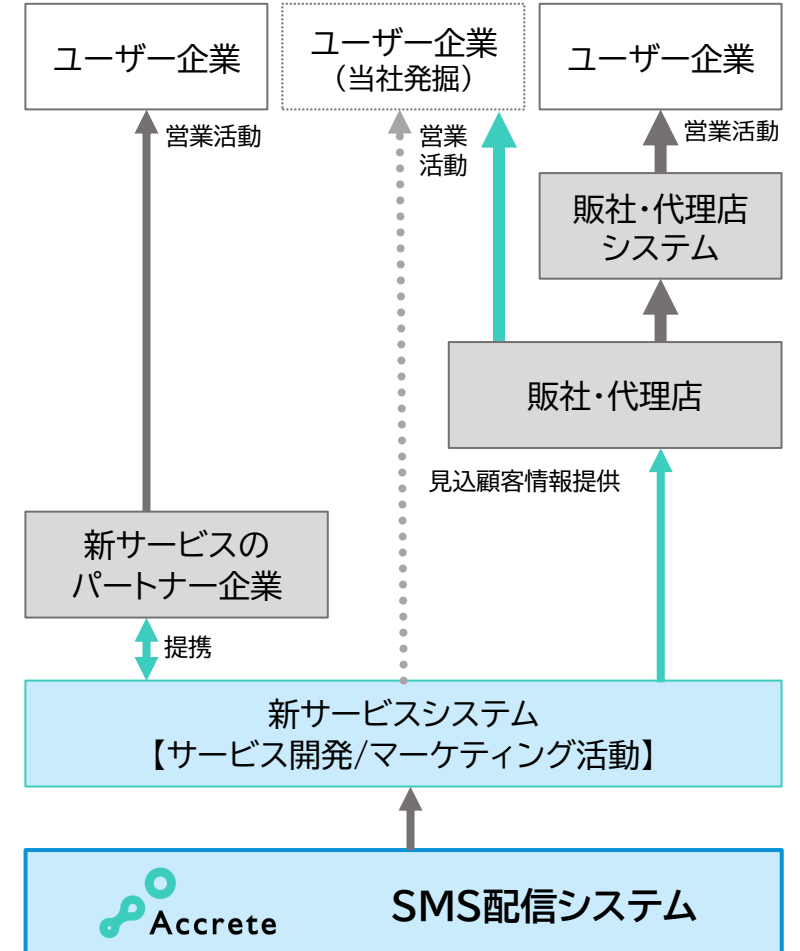 ユーザー企業
ユーザー企業
（当社発掘）
ユーザー企業
営業活動
営業
活動
営業活動
販社・代理店
システム
販社・代理店
見込顧客情報提供
新サービスの
パートナー企業
提携
新サービスシステム
【サービス開発/マーケティング活動】
Accrete
SMS配信システム